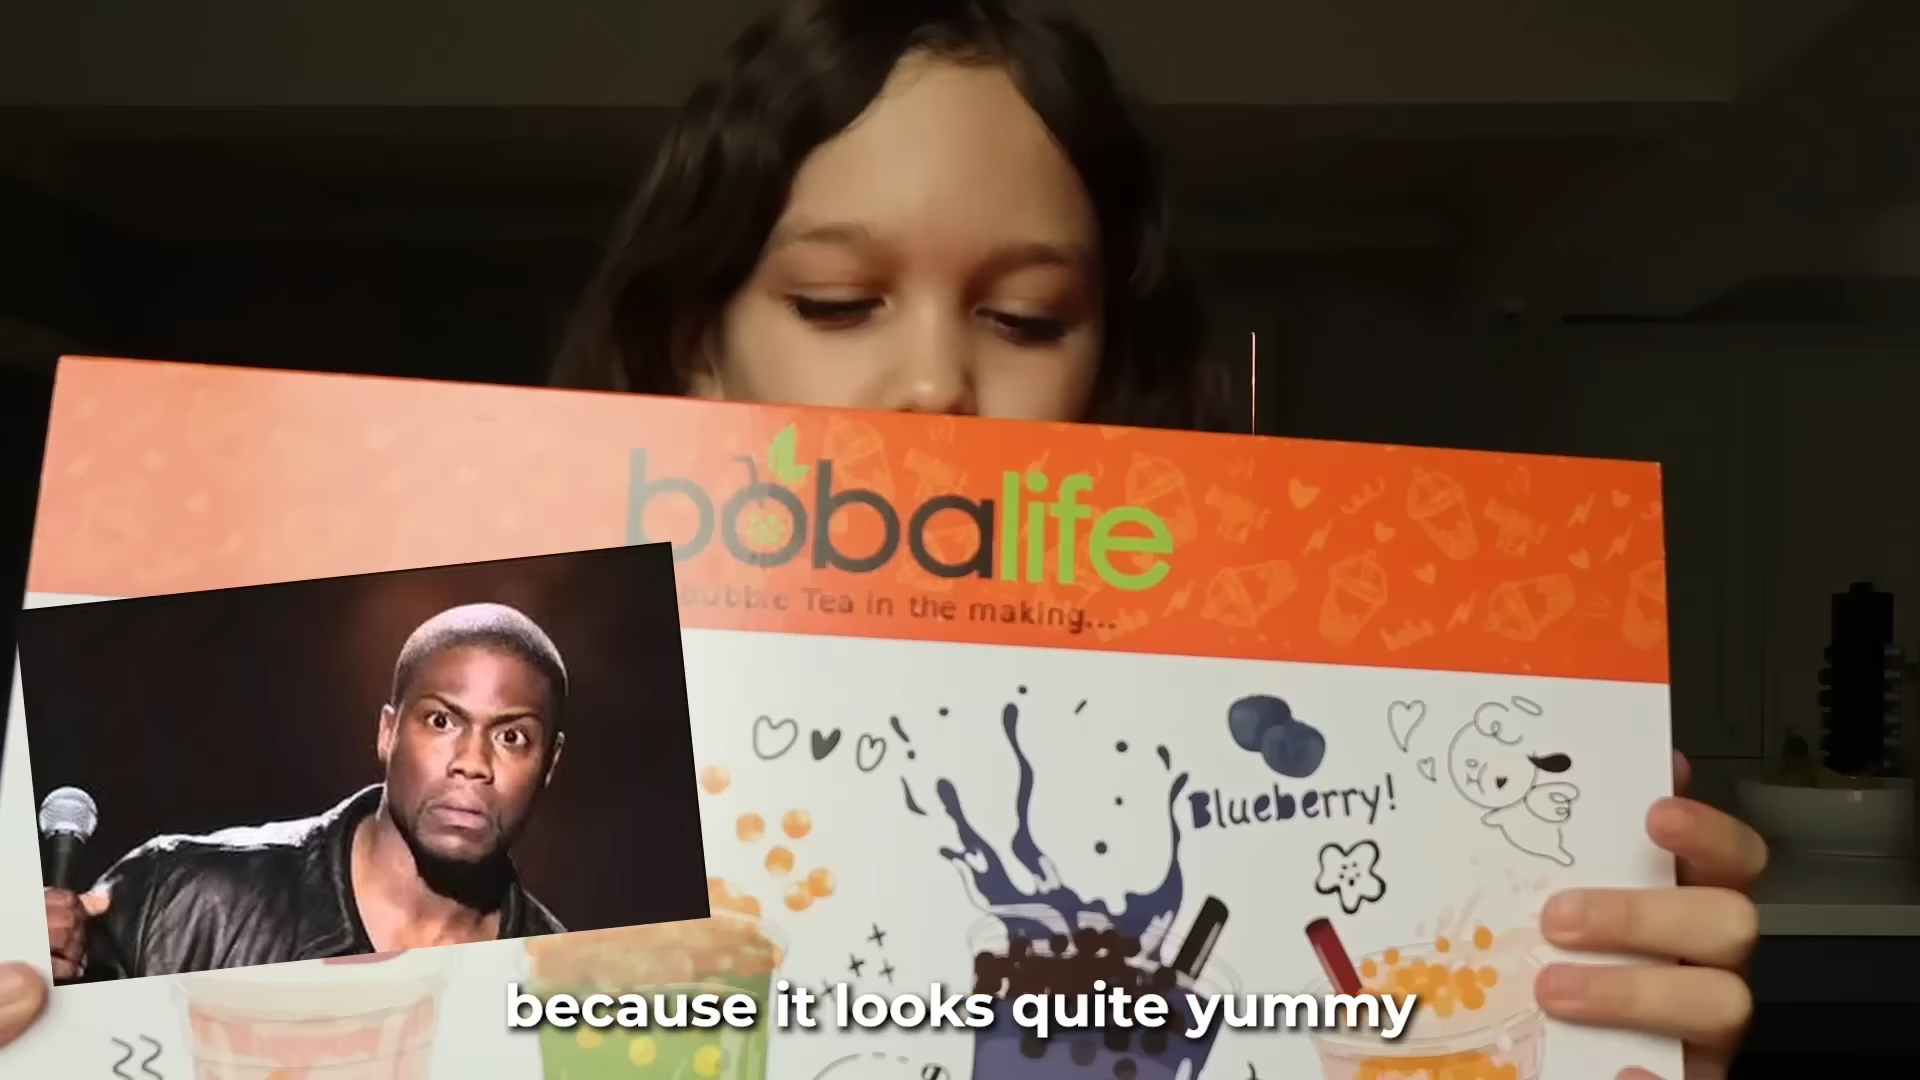 bobalife
Bubble Tea in the making...
Blueberry!
because it looks quite yummy